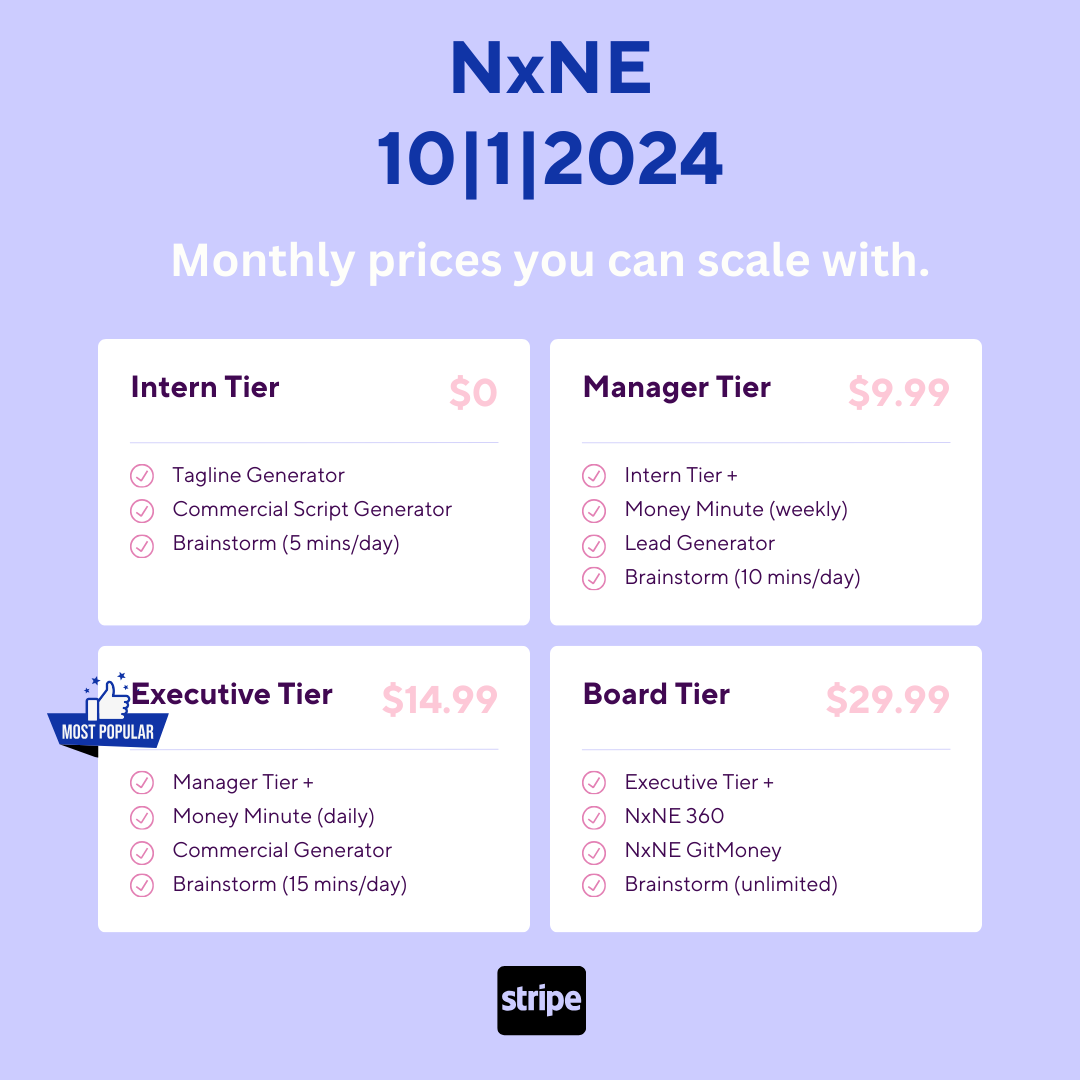 NxNE
10|1|2024
Monthly prices you can scale with.
Intern Tier $0
Tagline Generator
Commercial Script Generator
Brainstorm (5 mins/day)
Manager Tier $9.99
Intern Tier +
Money Minute (weekly)
Lead Generator
Brainstorm (10 mins/day)
Executive Tier $14.99
MOST POPULAR
Manager Tier +
Money Minute (daily)
Commercial Generator
Brainstorm (15 mins/day)
Board Tier $29.99
Executive Tier +
NxNE 360
NxNE GitMoney
Brainstorm (unlimited)
stripe